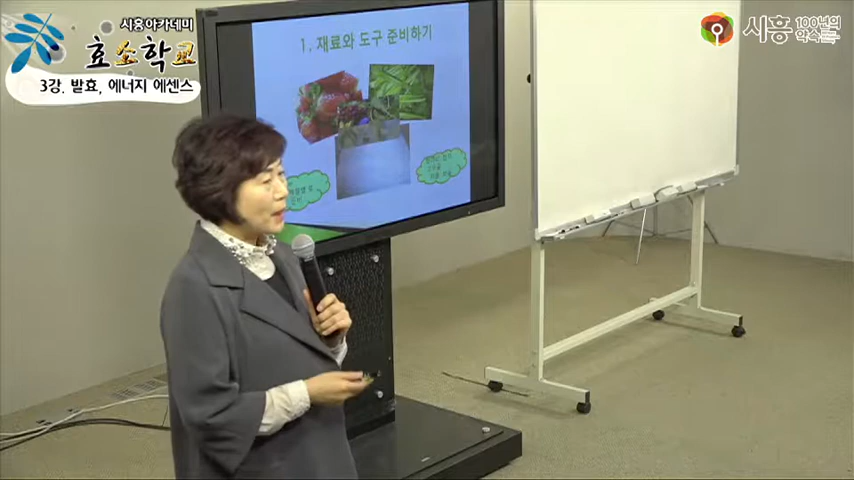 시흥아카데미
효소학교
3강. 발효, 에너지 에센스
1. 재료와 도구 준비하기
시흥 100년의
약속